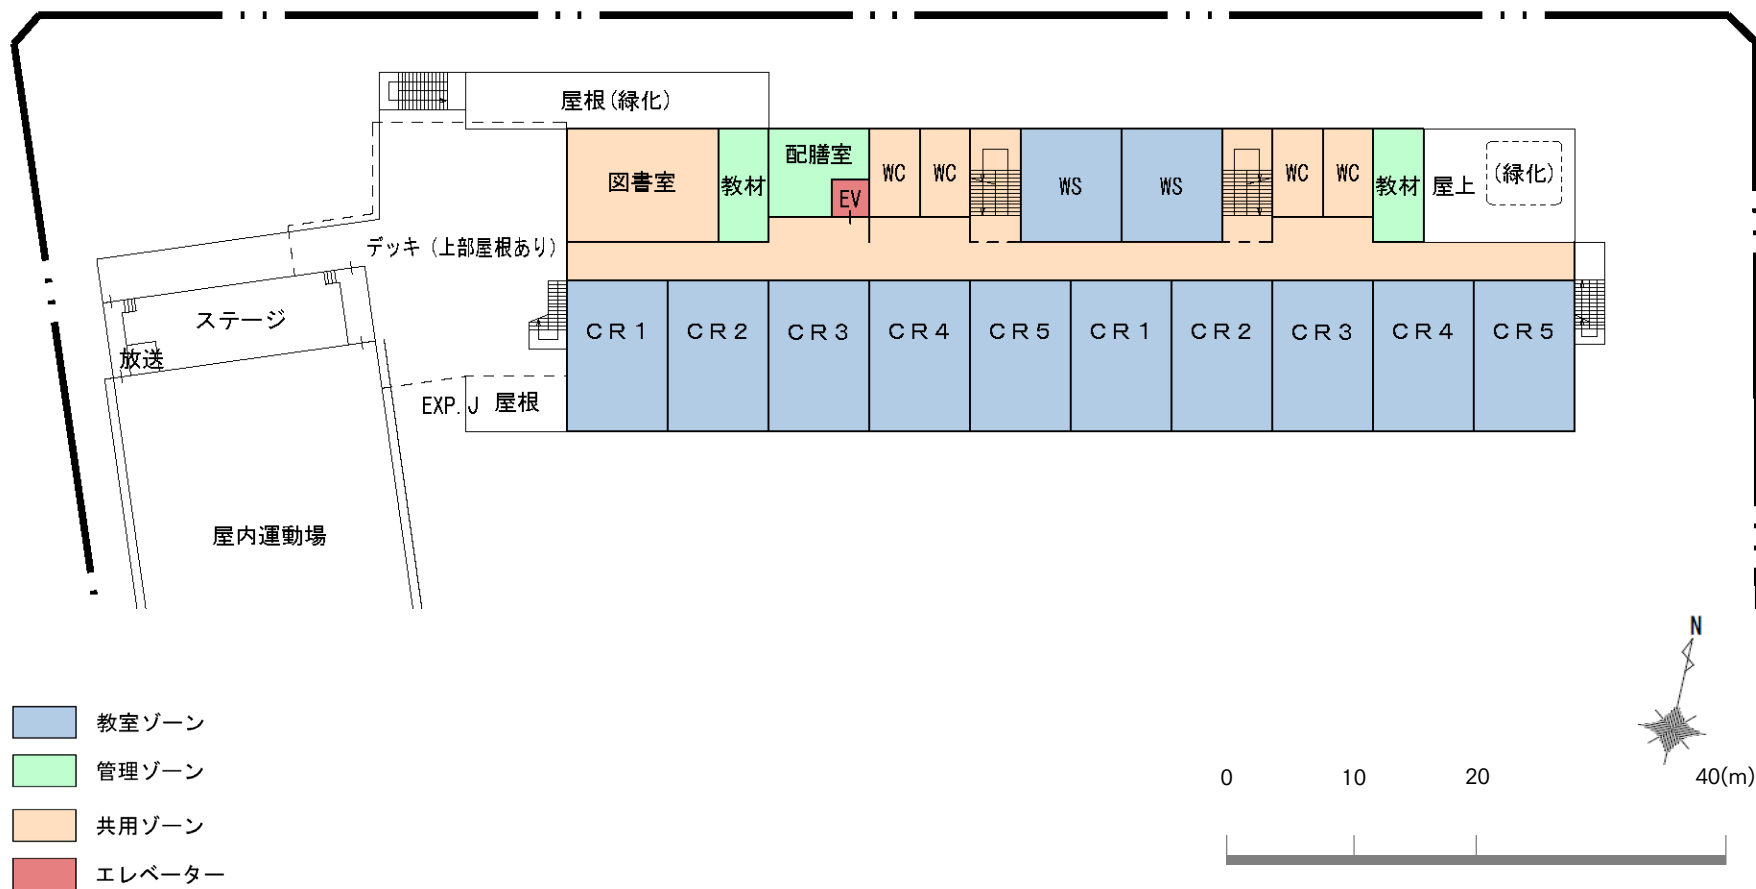 屋根(緑化)
図書室
教材
配膳室
EV
WC
WC
WS
WS
WC
WC
教材
屋上
(緑化)
デッキ(上部屋根あり)
ステージ
放送
CR1
CR2
CR3
CR4
CR5
CR1
CR2
CR3
CR4
CR5
EXP.J
屋根
屋内運動場
N
教室ゾーン
管理ゾーン
共用ゾーン
エレベーター
0 10 20 40(m)